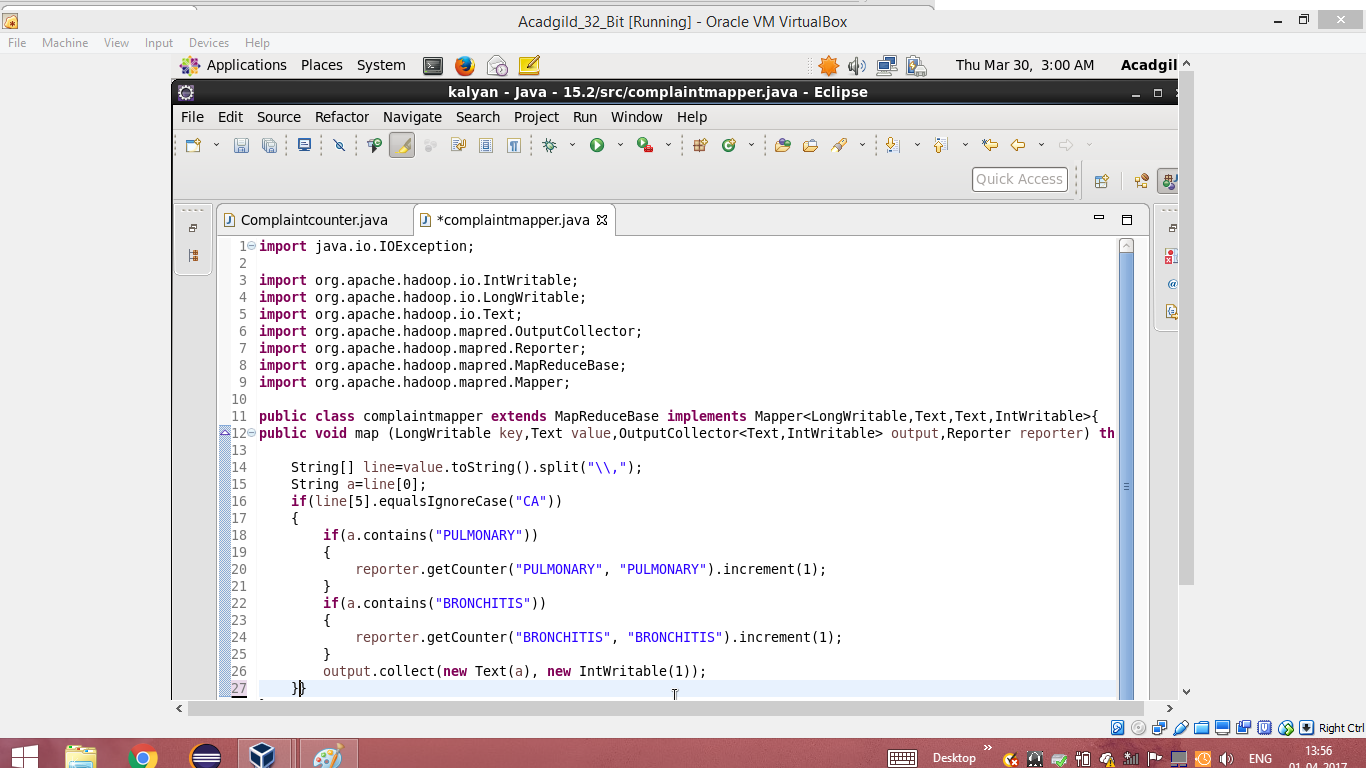 Acadgild_32_Bit [Running] - Oracle VM VirtualBox
File Machine View Input Devices Help
Applications Places System Thu Mar 30, 3:00 AM Acadgil
kalyan - Java - 15.2/src/complaintmapper.java - Eclipse
File Edit Source Refactor Navigate Search Project Run Window Help
Quick Access
Complaintcounter.java *complaintmapper.java
1 import java.io.IOException;
2
3 import org.apache.hadoop.io.IntWritable;
4 import org.apache.hadoop.io.LongWritable;
5 import org.apache.hadoop.io.Text;
6 import org.apache.hadoop.mapred.OutputCollector;
7 import org.apache.hadoop.mapred.Reporter;
8 import org.apache.hadoop.mapred.MapReduceBase;
9 import org.apache.hadoop.mapred.Mapper;
10
11 public class complaintmapper extends MapReduceBase implements Mapper<LongWritable,Text,Text,IntWritable>{
12 public void map (LongWritable key,Text value,OutputCollector<Text,IntWritable> output,Reporter reporter) th
13
14 String[] line=value.toString().split("\\,");
15 String a=line[0];
16 if(line[5].equalsIgnoreCase("CA"))
17 {
18 if(a.contains("PULMONARY"))
19 {
20 reporter.getCounter("PULMONARY", "PULMONARY").increment(1);
21 }
22 if(a.contains("BRONCHITIS"))
23 {
24 reporter.getCounter("BRONCHITIS", "BRONCHITIS").increment(1);
25 }
26 output.collect(new Text(a), new IntWritable(1));
27 }}
Right Ctrl
Desktop » ENG 13:56
01-04-2017